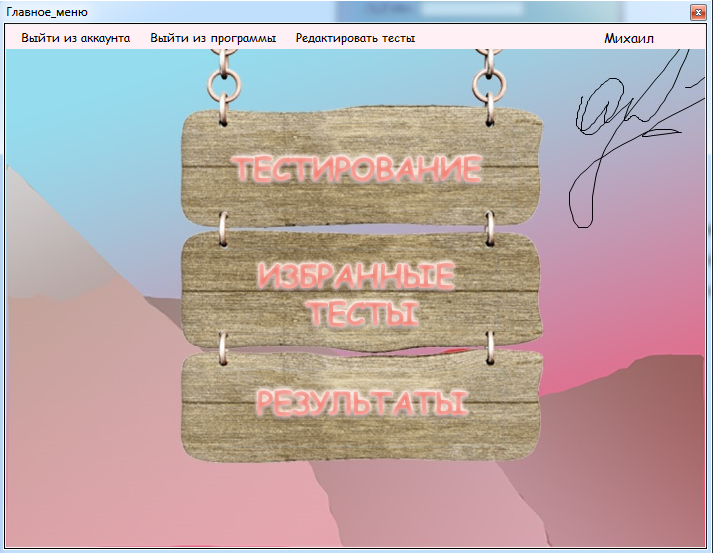 Главное_меню
Выйти из аккаунта Выйти из программы Редактировать тесты Михаил
ТЕСТИРОВАНИЕ
ИЗБРАННЫЕ
ТЕСТЫ
РЕЗУЛЬТАТЫ